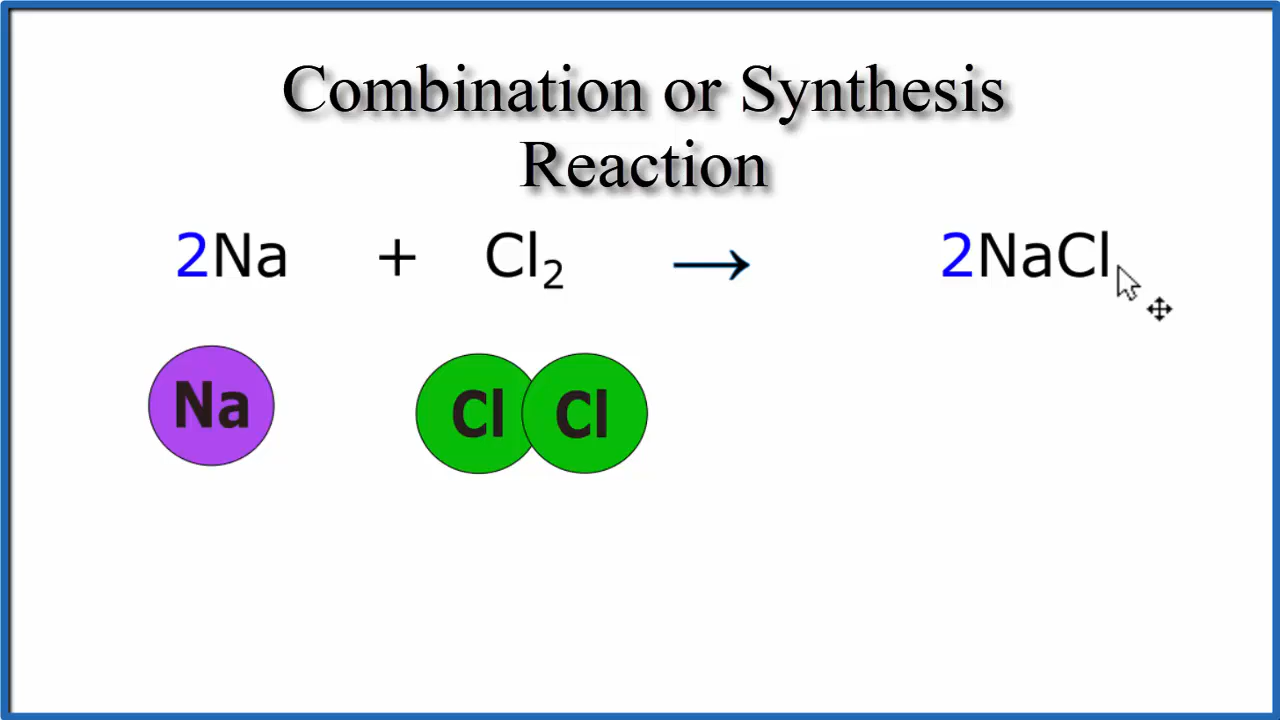 Combination or Synthesis
Reaction
2Na + Cl₂ → 2NaCl
Na Cl Cl